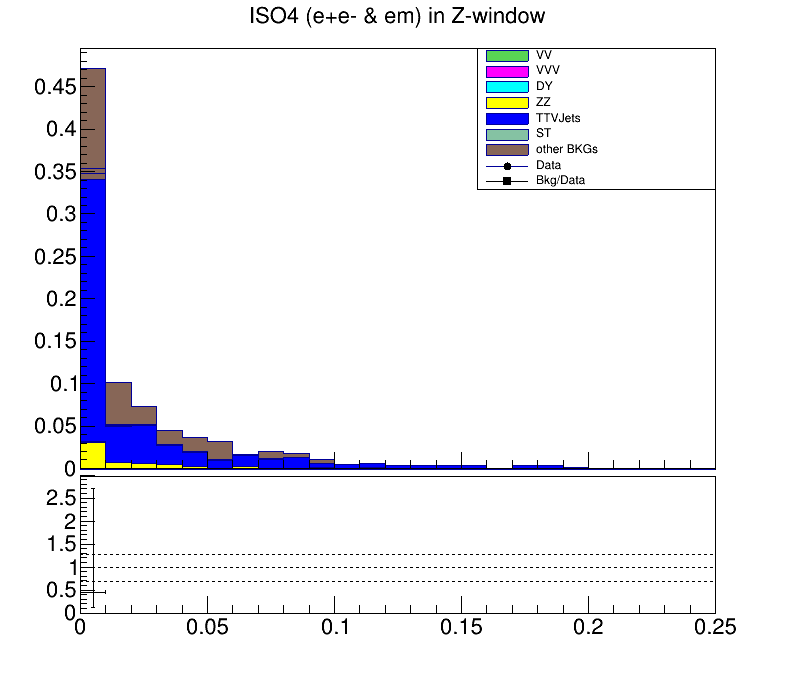 ISO4 (e+e- & em) in Z-window
VV
VVV
DY
ZZ
TTVJets
ST
other BKGs
Data
Bkg/Data
0.45
0.4
0.35
0.3
0.25
0.2
0.15
0.1
0.05
0
2.5
2
1.5
1
0.5
0
0 0.05 0.1 0.15 0.2 0.25